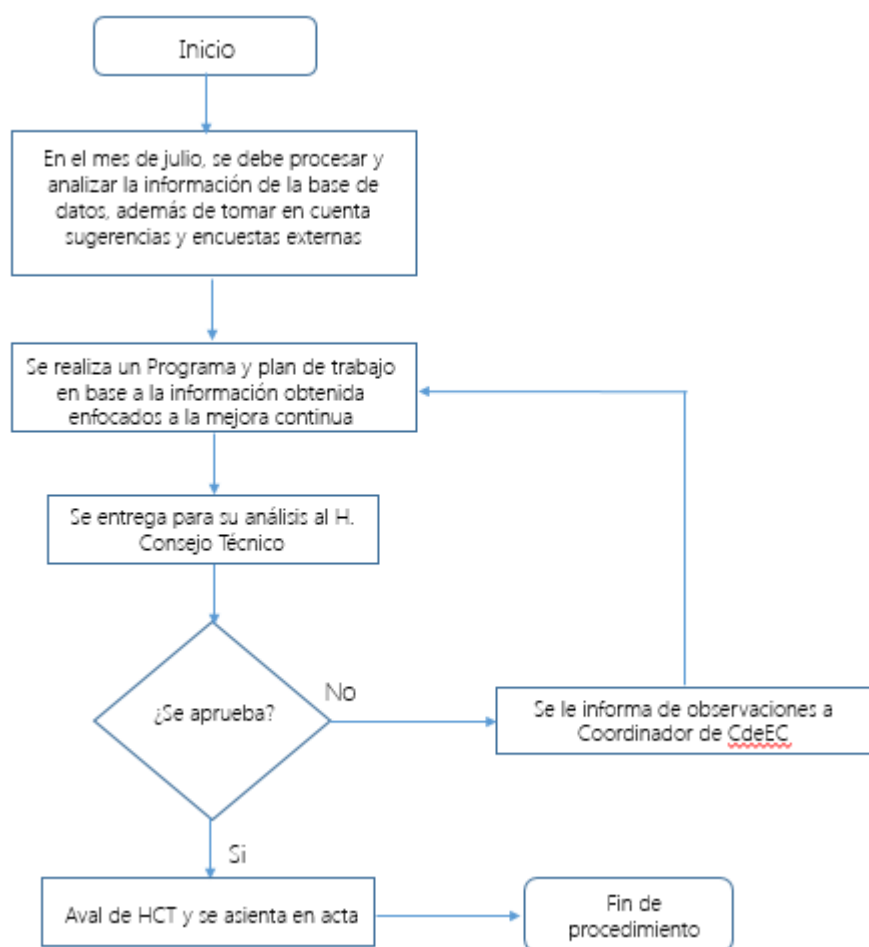 Inicio
En el mes de julio, se debe procesar y
analizar la información de la base de
datos, además de tomar en cuenta
sugerencias y encuestas externas
Se realiza un Programa y plan de trabajo
en base a la información obtenida
enfocados a la mejora continua
Se entrega para su análisis al H.
Consejo Técnico
¿Se aprueba?
No
Se le informa de observaciones a
Coordinador de CdeEC
Si
Aval de HCT y se asienta en acta
Fin de
procedimiento